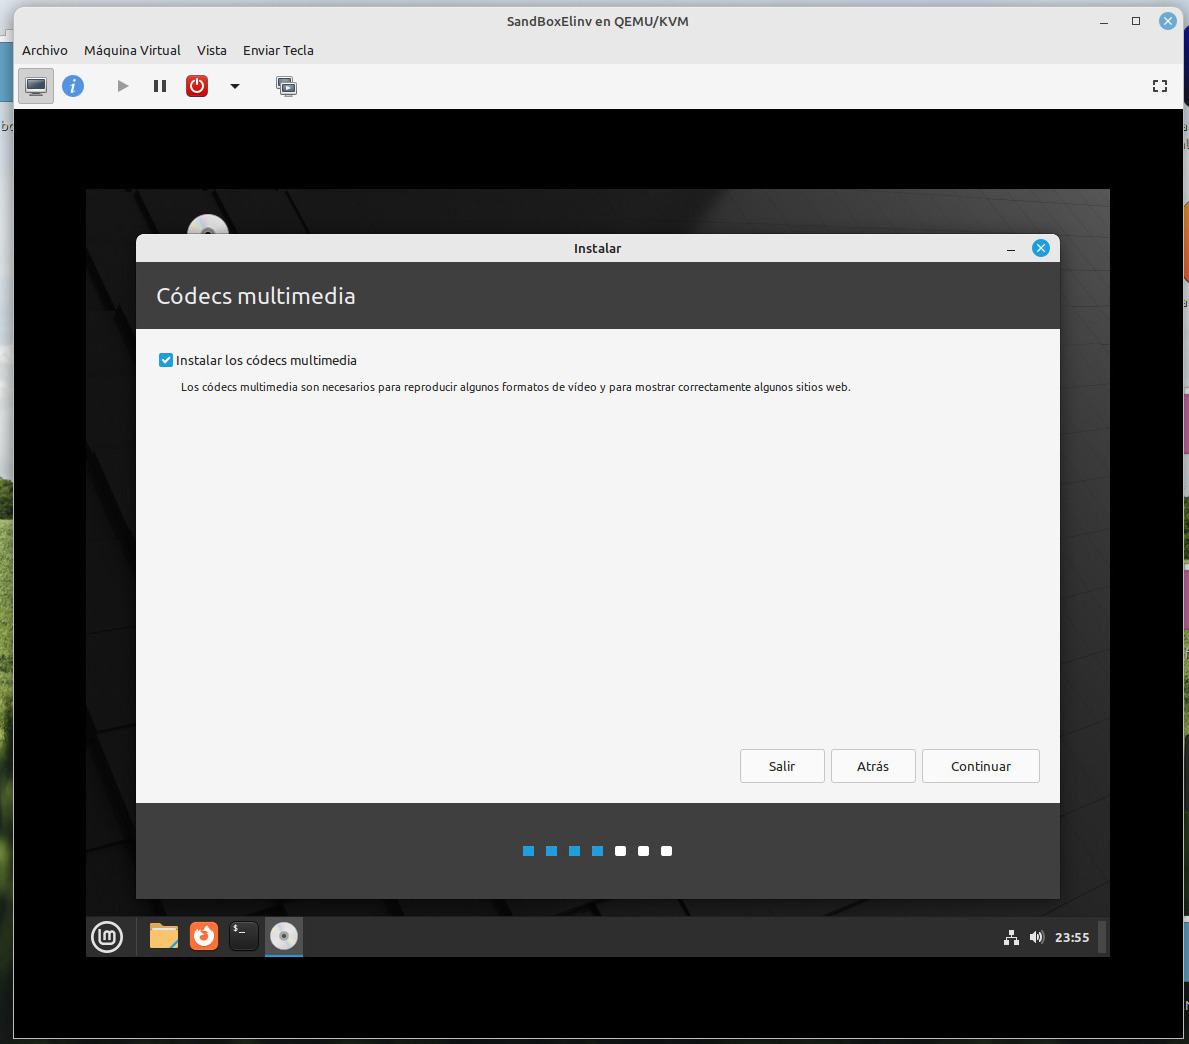 SandBoxElinv en QEMU/KVM
Archivo Máquina Virtual Vista Enviar Tecla
Instalar
Códecs multimedia
Instalar los códecs multimedia
Los códecs multimedia son necesarios para reproducir algunos formatos de vídeo y para mostrar correctamente algunos sitios web.
Salir Atrás Continuar
$_
23:55